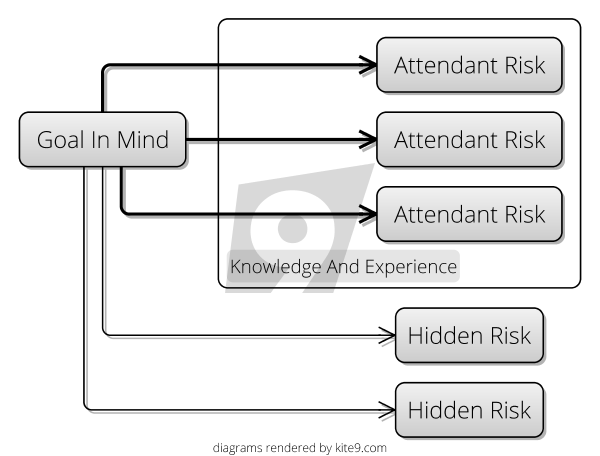 Attendant Risk
Goal In Mind
Attendant Risk
Attendant Risk
Knowledge And Experience
Hidden Risk
Hidden Risk
diagrams rendered by kite9.com